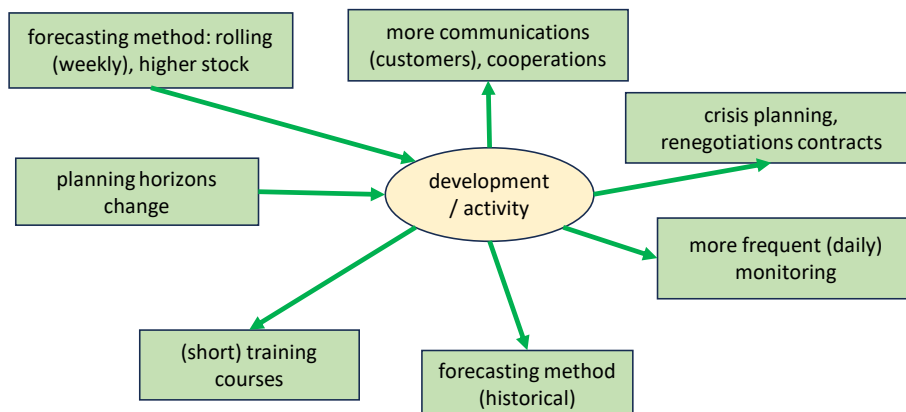 forecasting method: rolling
(weekly), higher stock
more communications
(customers), cooperations
crisis planning,
renegotiations contracts
planning horizons
change
development
/ activity
more frequent (daily)
monitoring
(short) training
courses
forecasting method
(historical)